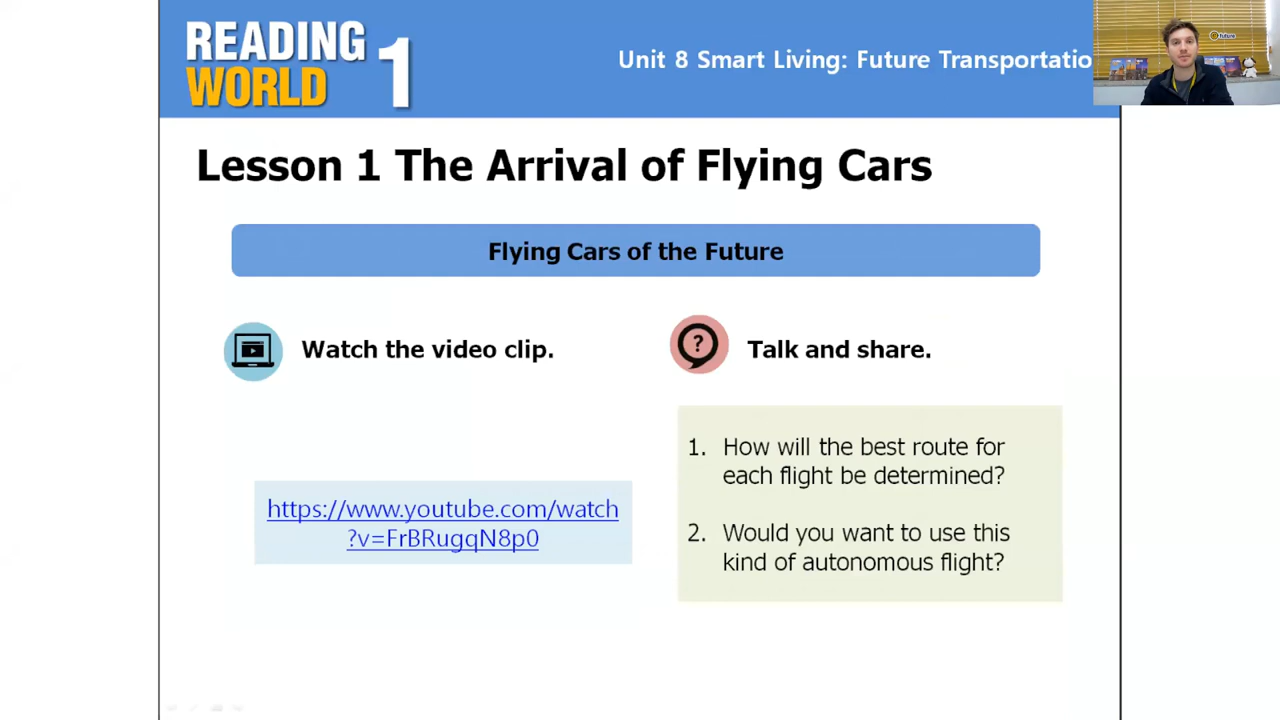 READING
WORLD 1
Unit 8 Smart Living: Future Transportatio
future
Lesson 1 The Arrival of Flying Cars
Flying Cars of the Future
Watch the video clip.
https://www.youtube.com/watch
?v=FrBRugqN8p0
?
Talk and share.
1. How will the best route for
each flight be determined?
2. Would you want to use this
kind of autonomous flight?